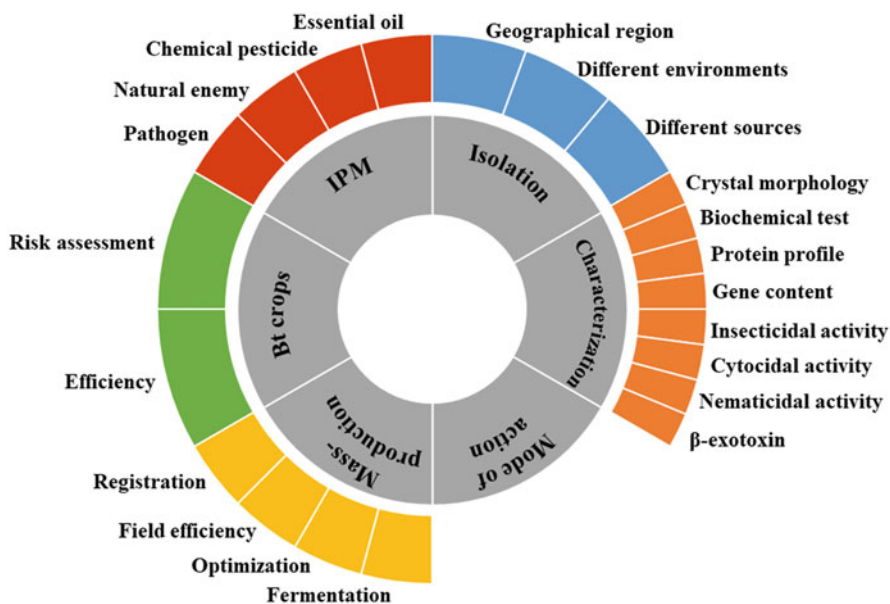 Essential oil
Chemical pesticide
Natural enemy
Pathogen
Risk assessment
Efficiency
Registration
Field efficiency
Optimization
Fermentation
Geographical region
Different environments
Different sources
Crystal morphology
Biochemical test
Protein profile
Gene content
Insecticidal activity
Cytocidal activity
Nematicidal activity
β-exotoxin
IPM
Isolation
Characterization
Mode of
action
Mass-
production
Bt crops